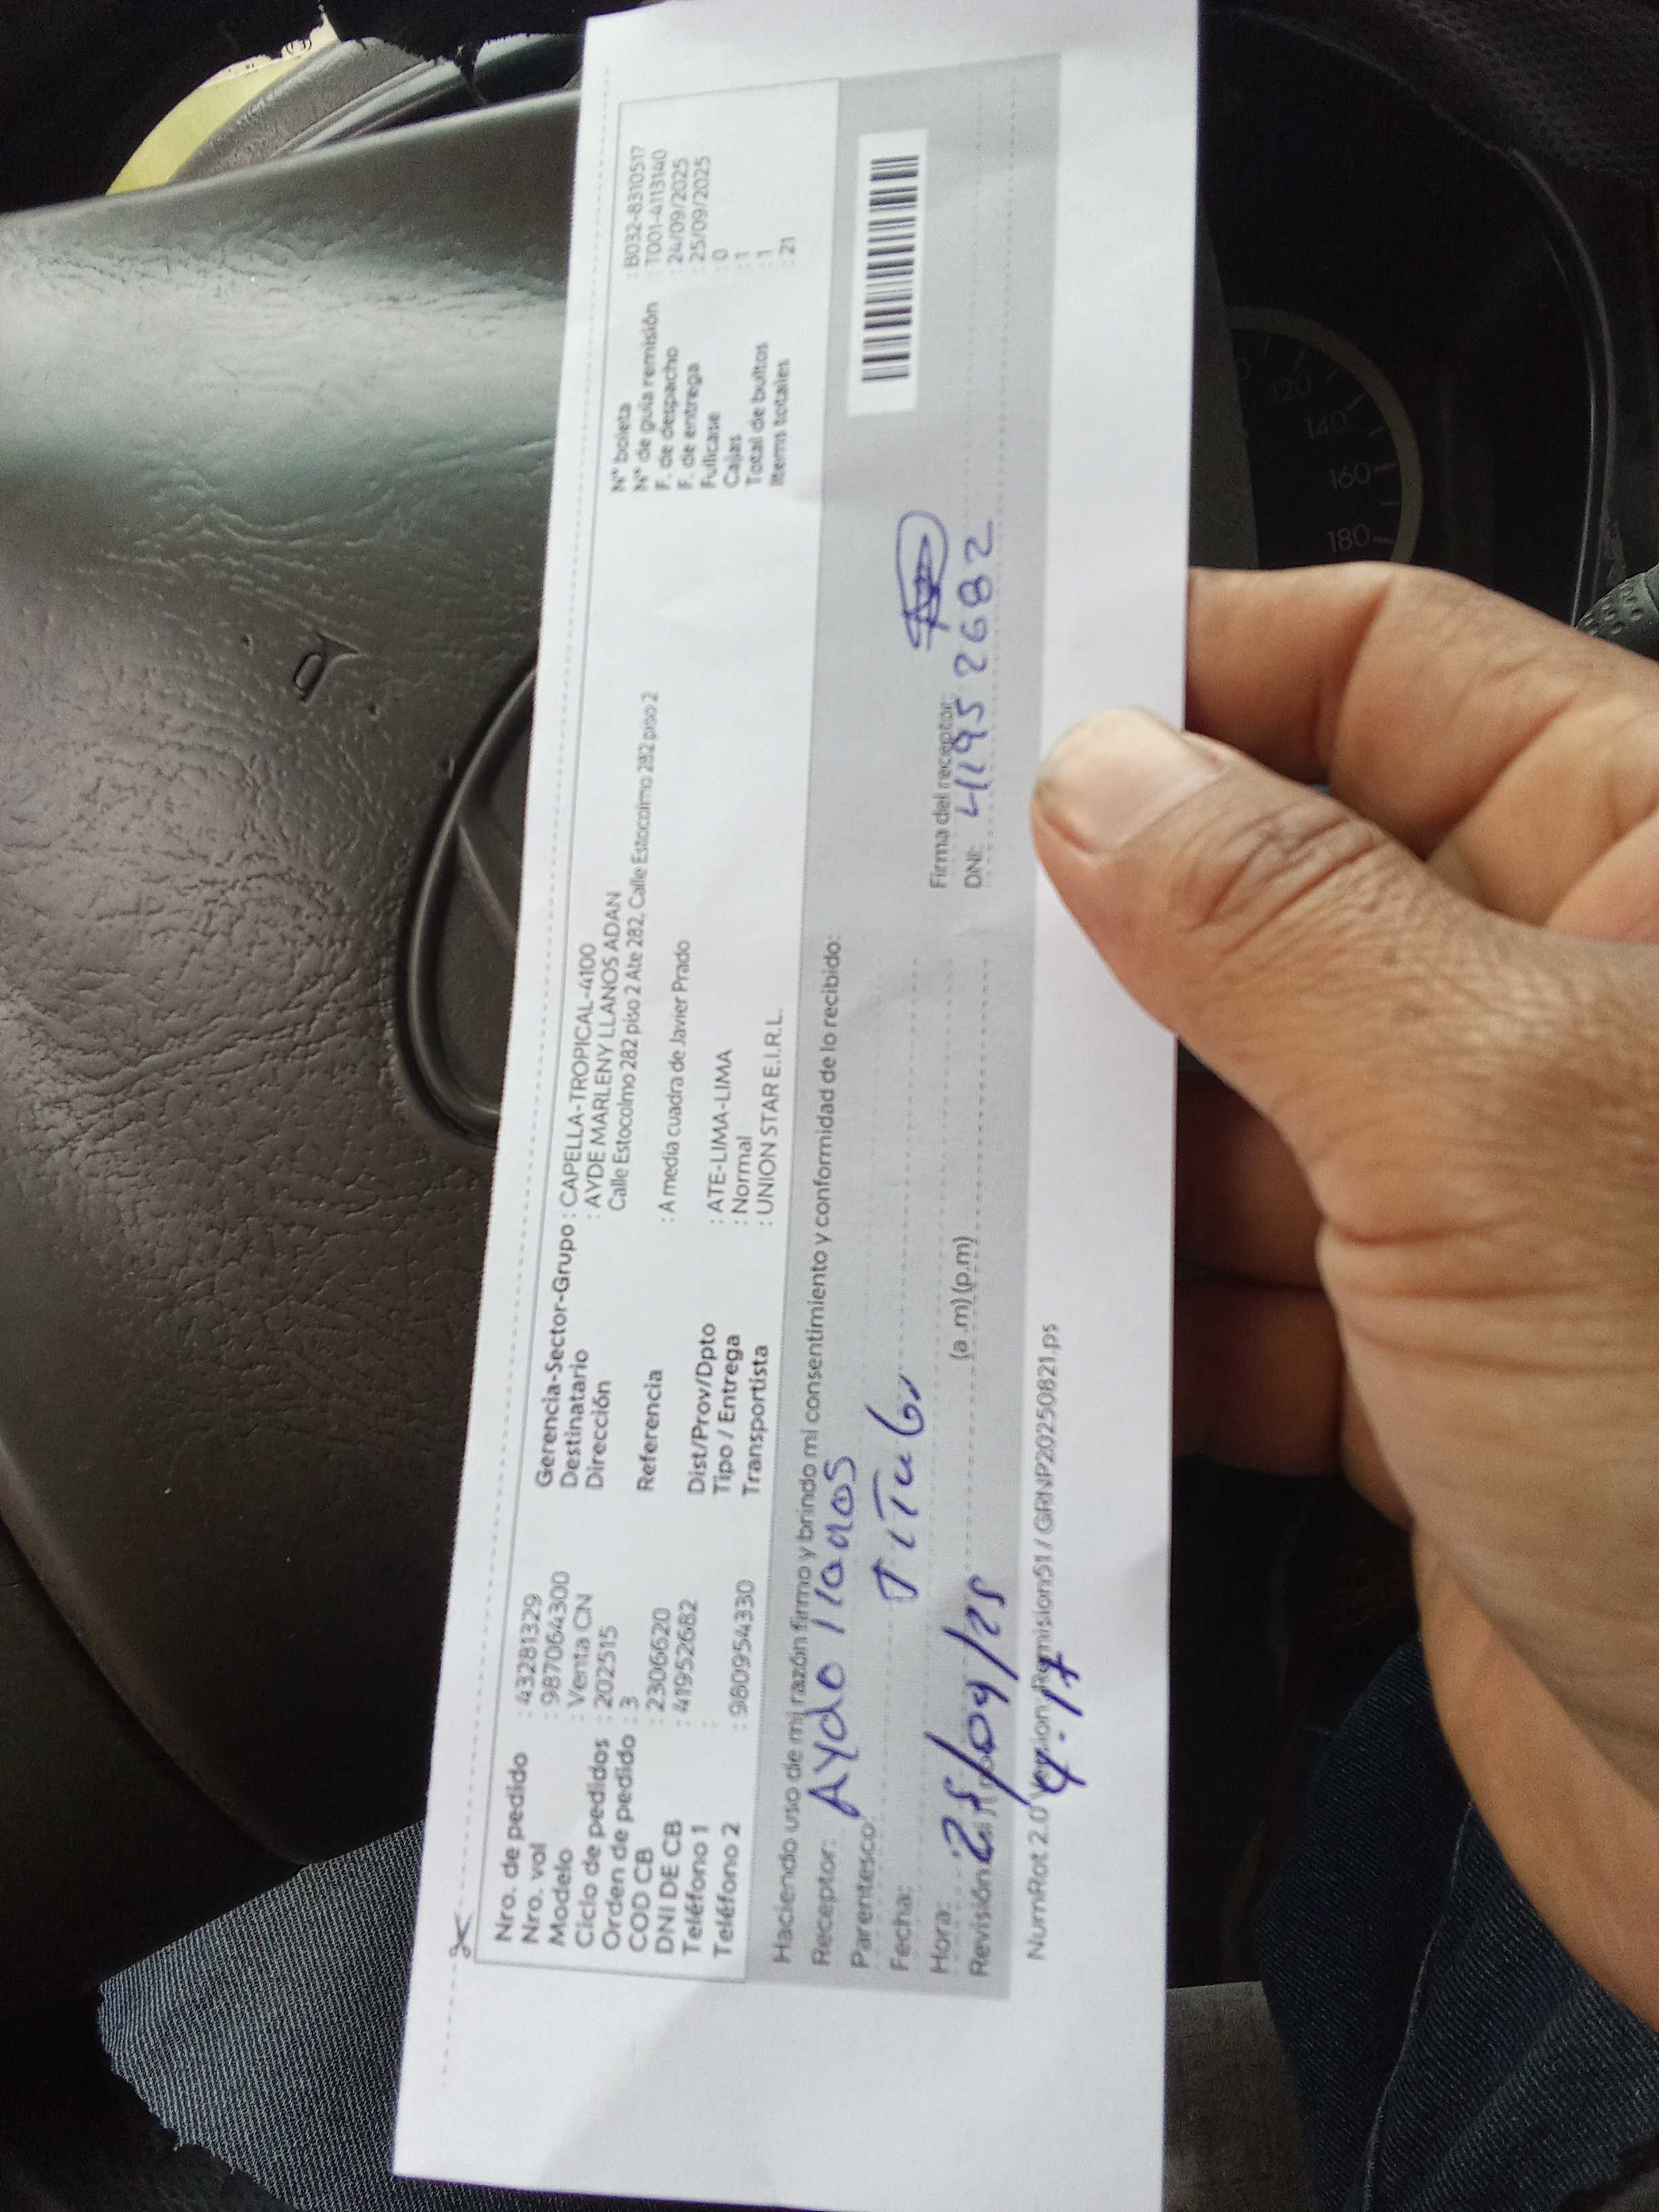 Nro. de pedido : 43281329
Nro. vol : 987064300
Modelo : Venta CN
Ciclo de pedidos : 202515
Orden de pedido : 3
COD CB : 2306620
DNI DE CB : 41952682
Teléfono 1 :
Teléfono 2 : 980954330
Gerencia-Sector-Grupo : CAPELLA-TROPICAL-4100
Destinatario : AYDE MARLENY LLANOS ADAN
Dirección Calle Estocolmo 282 piso 2 Ate 282, Calle Estocolmo 282 piso 2
Referencia : A media cuadra de Javier Prado
Dist/Prov/Dpto : ATE-LIMA-LIMA
Tipo / Entrega : Normal
Transportista : UNION STAR E.I.R.L.
N° boleta : B032-8310517
N° de guía remisión : T001-4113140
F. de despacho : 24/09/2025
F. de entrega : 25/09/2025
Fullcase : 0
Cajas : 1
Total de bultos : 1
Items totales : 21
Haciendo uso de mi razón firmo y brindo mi consentimiento y conformidad de lo recibido:
Receptor: Ayde llanos
Parentesco:
Fecha: 25/09/25
Hora: (a.m) (p.m)
Revisión
Firma del receptor:
DNI: 41952682
NumRot 2.0 Version: Remision51 / GRNP20250821.ps
120
140
160
180